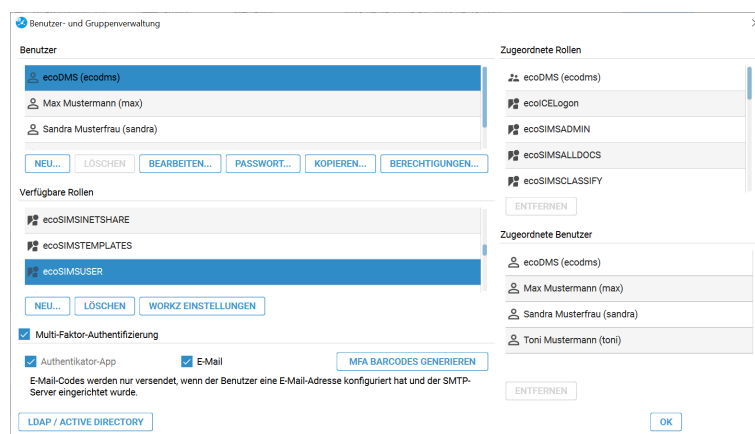 Benutzer- und Gruppenverwaltung
Benutzer
ecoDMS (ecodms)
Max Mustermann (max)
Sandra Musterfrau (sandra)
NEU...
LÖSCHEN
BEARBEITEN...
PASSWORT...
KOPIEREN...
BERECHTIGUNGEN...
Verfügbare Rollen
ecoSIMSINETSHARE
ecoSIMSTEMPLATES
ecoSIMSUSER
NEU...
LÖSCHEN
WORKZ EINSTELLUNGEN
Multi-Faktor-Authentifizierung
Authentikator-App
E-Mail
MFA BARCODES GENERIEREN
E-Mail-Codes werden nur versendet, wenn der Benutzer eine E-Mail-Adresse konfiguriert hat und der SMTP-
Server eingerichtet wurde.
LDAP / ACTIVE DIRECTORY
Zugeordnete Rollen
ecoDMS (ecodms)
ecoICELogon
ecoSIMSADMIN
ecoSIMSALLDOCS
ecoSIMSCLASSIFY
ENTFERNEN
Zugeordnete Benutzer
ecoDMS (ecodms)
Max Mustermann (max)
Sandra Musterfrau (sandra)
Toni Mustermann (toni)
ENTFERNEN
OK